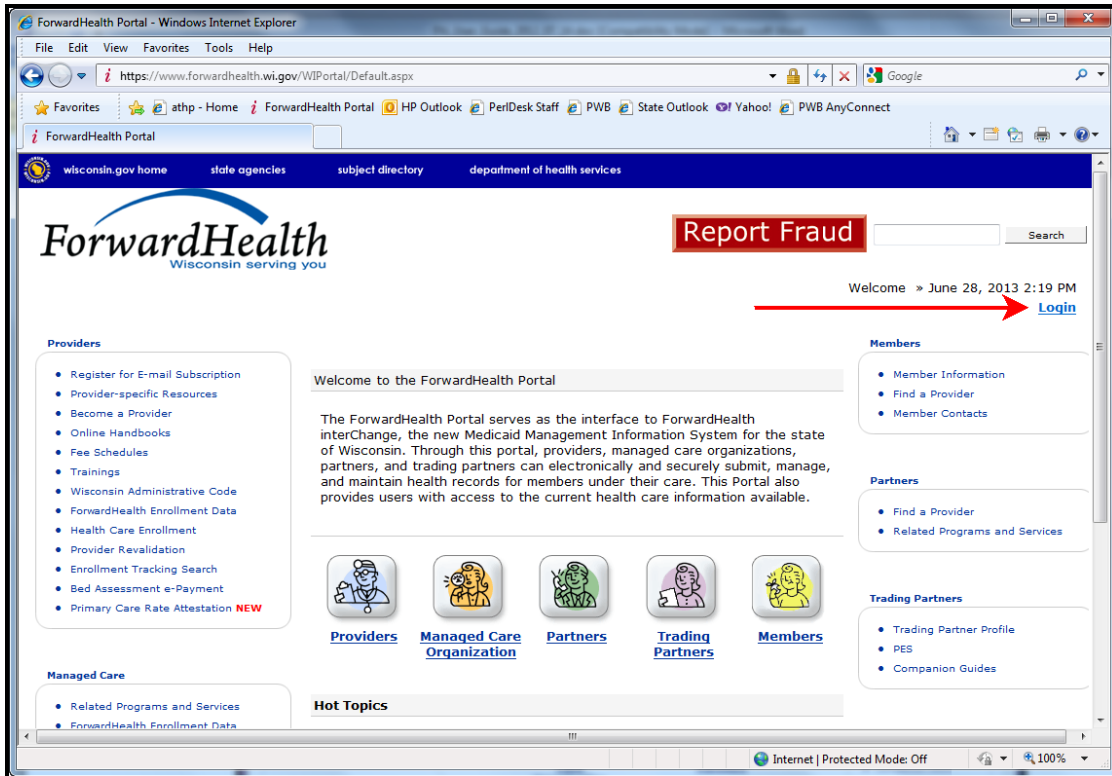 ForwardHealth Portal - Windows Internet Explorer
File Edit View Favorites Tools Help
https://www.forwardhealth.wi.gov/WIPortal/Default.aspx
Google
Favorites athp - Home ForwardHealth Portal HP Outlook PerlDesk Staff PWB State Outlook Yahoo! PWB AnyConnect
ForwardHealth Portal
wisconsin.gov home state agencies subject directory department of health services
ForwardHealth
Wisconsin serving you
Report Fraud
Search
Welcome » June 28, 2013 2:19 PM
Login
Providers
Register for E-mail Subscription
Provider-specific Resources
Become a Provider
Online Handbooks
Fee Schedules
Trainings
Wisconsin Administrative Code
ForwardHealth Enrollment Data
Health Care Enrollment
Provider Revalidation
Enrollment Tracking Search
Bed Assessment e-Payment
Primary Care Rate Attestation NEW
Managed Care
Related Programs and Services
ForwardHealth Enrollment Data
Welcome to the ForwardHealth Portal
The ForwardHealth Portal serves as the interface to ForwardHealth
interChange, the new Medicaid Management Information System for the state
of Wisconsin. Through this portal, providers, managed care organizations,
partners, and trading partners can electronically and securely submit, manage,
and maintain health records for members under their care. This Portal also
provides users with access to the current health care information available.
Providers
Managed Care
Organization
Partners
Trading
Partners
Members
Hot Topics
Members
Member Information
Find a Provider
Member Contacts
Partners
Find a Provider
Related Programs and Services
Trading Partners
Trading Partner Profile
PES
Companion Guides
Internet | Protected Mode: Off
100%